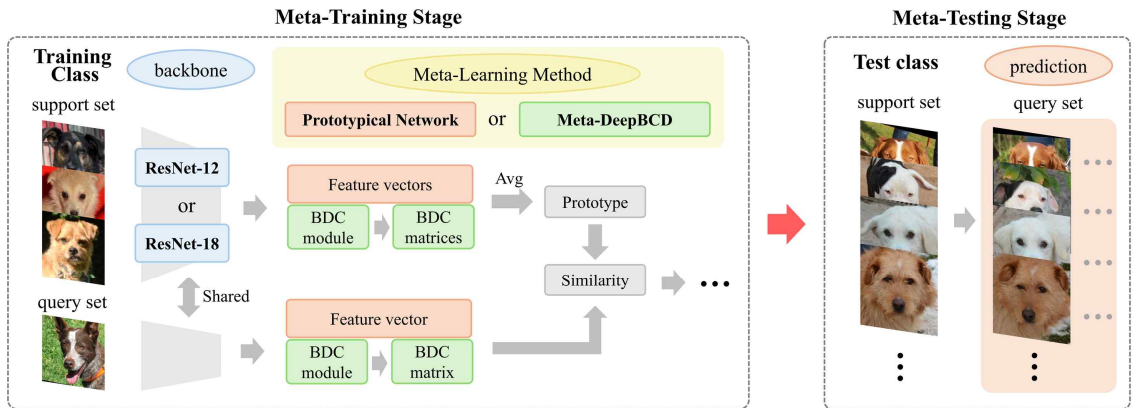 Meta-Training Stage
Training
Class
backbone
Meta-Learning Method
support set
Prototypical Network
or
Meta-DeepBCD
ResNet-12
or
ResNet-18
Feature vectors
BDC
module
BDC
matrices
Avg
Prototype
Similarity
Shared
query set
Feature vector
BDC
module
BDC
matrix
Meta-Testing Stage
Test class
prediction
support set
query set